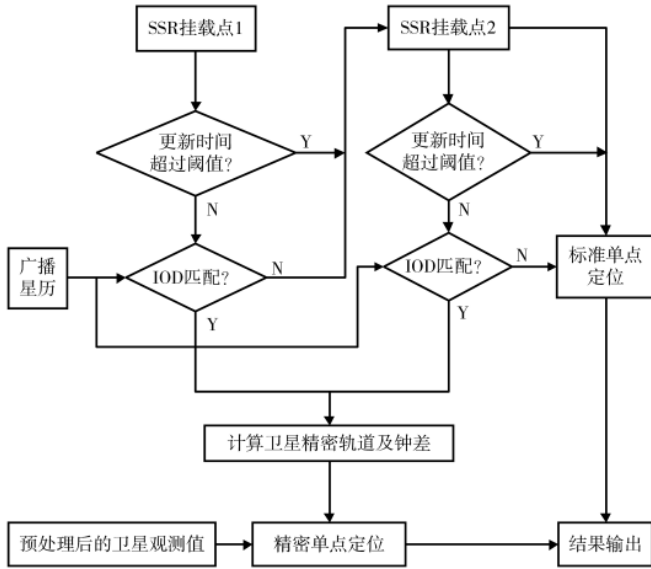 SSR挂载点1
SSR挂载点2
更新时间
超过阈值?
Y
更新时间
超过阈值?
Y
N
N
广播
星历
IOD匹配?
N
IOD匹配?
N
标准单点
定位
Y
Y
计算卫星精密轨道及钟差
预处理后的卫星观测值
精密单点定位
结果输出